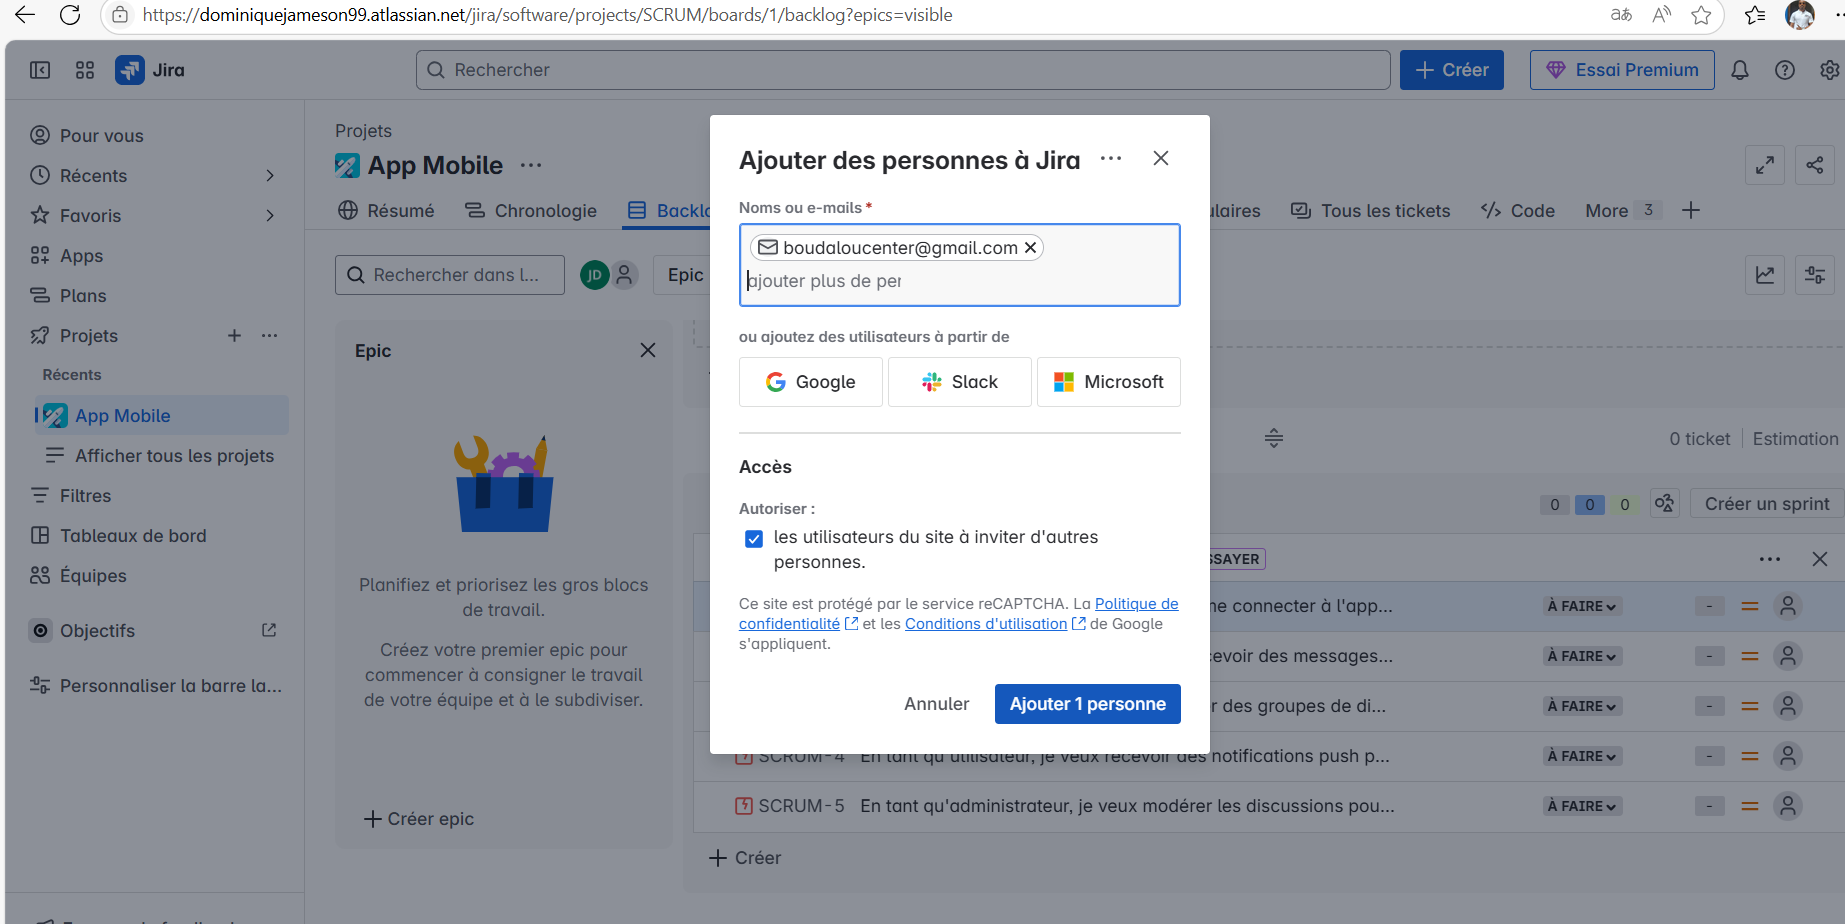 https://dominiquejameson99.atlassian.net/jira/software/projects/SCRUM/boards/1/backlog?epics=visible
Jira
Rechercher
Créer
Essai Premium
Pour vous
Récents
Favoris
Apps
Plans
Projets
Récents
App Mobile
Afficher tous les projets
Filtres
Tableaux de bord
Équipes
Objectifs
Personnaliser la barre la...
Projets
App Mobile
Résumé
Chronologie
Tous les tickets
Code
More 3
Rechercher dans l...
JD
Epic
Epic
Planifiez et priorisez les gros blocs
de travail.
Créez votre premier epic pour
commencer à consigner le travail
de votre équipe et à le subdiviser.
Créer epic
Ajouter des personnes à Jira
Noms ou e-mails *
boudaloucenter@gmail.com
ajouter plus de per
ou ajoutez des utilisateurs à partir de
Google
Slack
Microsoft
Accès
Autoriser :
les utilisateurs du site à inviter d'autres
personnes.
Ce site est protégé par le service reCAPTCHA. La Politique de
confidentialité et les Conditions d'utilisation de Google
s'appliquent.
Annuler
Ajouter 1 personne
0 ticket
Estimation
0 0 0
Créer un sprint
connecter à l'app... À FAIRE -
des messages... À FAIRE -
des groupes de di... À FAIRE -
SCRUM-4 En tant qu'utilisateur, je veux recevoir des notifications push p... À FAIRE -
SCRUM-5 En tant qu'administrateur, je veux modérer les discussions pou... À FAIRE -
Créer